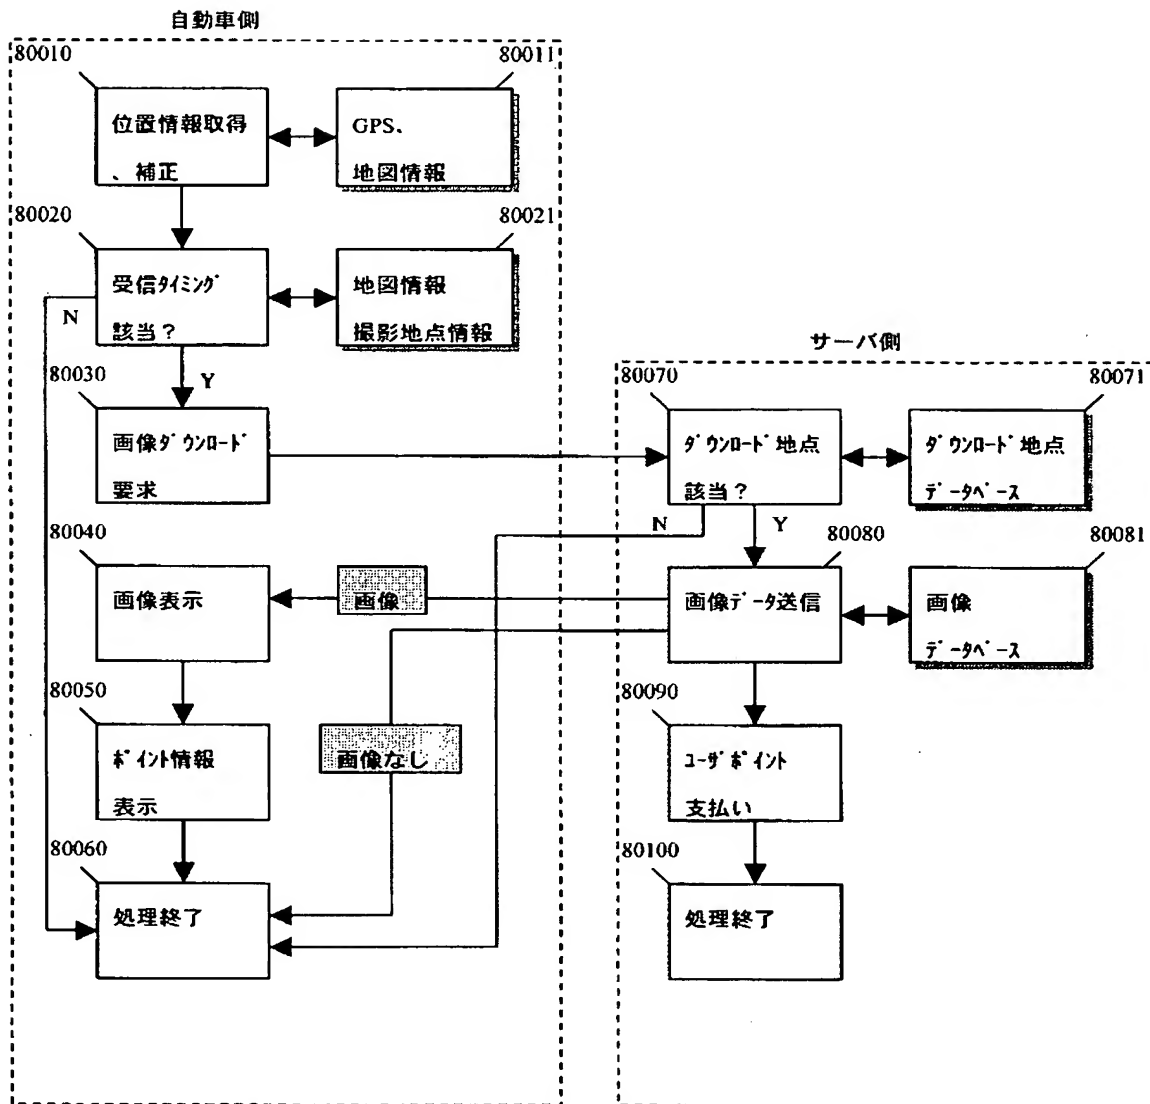 自動車側
80010
80011
位置情報取得
、補正
GPS、
地図情報
80020
80021
受信ﾀｲﾐﾝｸﾞ
該当？
地図情報
撮影地点情報
N
Y
80030
画像ﾀﾞｳﾝﾛｰﾄﾞ
要求
80040
画像表示
画像
80050
ﾎﾟｲﾝﾄ情報
表示
画像なし
80060
処理終了
サーバ側
80070
80071
ﾀﾞｳﾝﾛｰﾄﾞ地点
該当？
ﾀﾞｳﾝﾛｰﾄﾞ地点
ﾃﾞｰﾀﾍﾞｰｽ
N
Y
80080
80081
画像ﾃﾞｰﾀ送信
画像
ﾃﾞｰﾀﾍﾞｰｽ
80090
ﾕｰｻﾞﾎﾟｲﾝﾄ
支払い
80100
処理終了